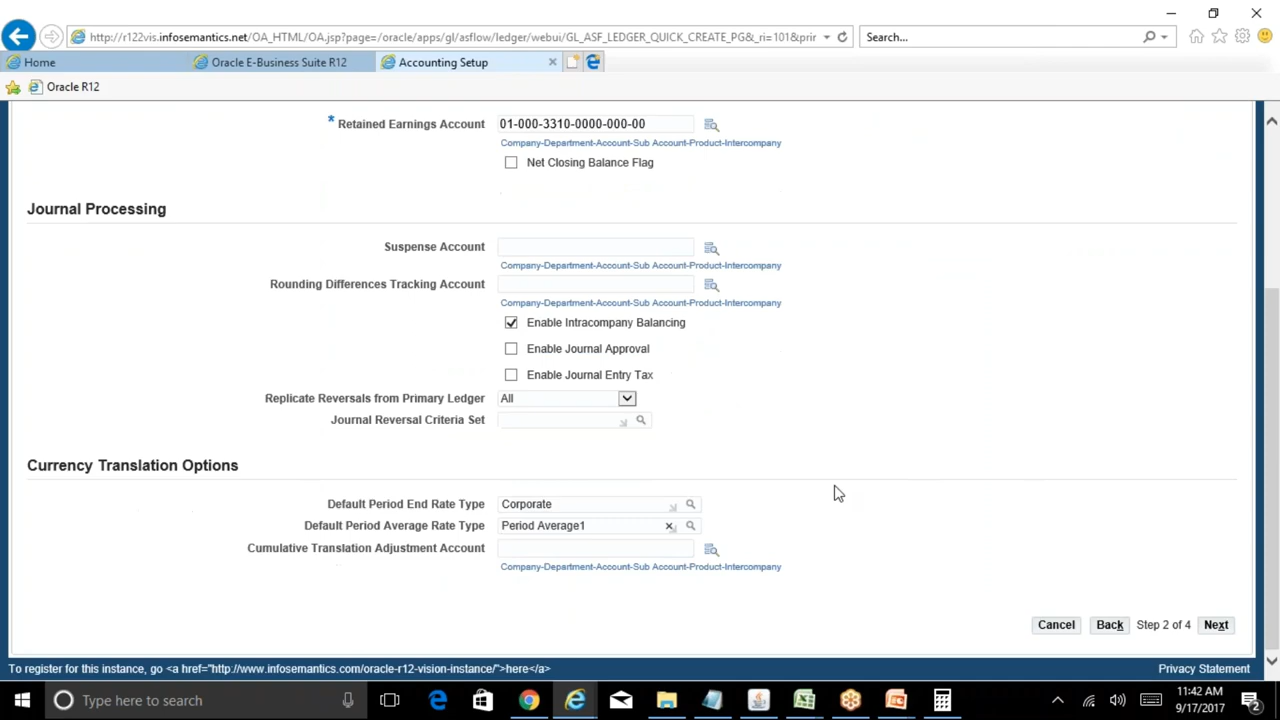 http://r122vis.infosemantics.net/OA_HTML/OA.jsp?page=/oracle/apps/gl/asflow/ledger/webui/GL_ASF_LEDGER_QUICK_CREATE_PG&_ri=101&prir
Search...
Home
Oracle E-Business Suite R12
Accounting Setup
Oracle R12
* Retained Earnings Account 01-000-3310-0000-000-00
Company-Department-Account-Sub Account-Product-Intercompany
Net Closing Balance Flag
Journal Processing
Suspense Account
Company-Department-Account-Sub Account-Product-Intercompany
Rounding Differences Tracking Account
Company-Department-Account-Sub Account-Product-Intercompany
Enable Intracompany Balancing
Enable Journal Approval
Enable Journal Entry Tax
Replicate Reversals from Primary Ledger All
Journal Reversal Criteria Set
Currency Translation Options
Default Period End Rate Type Corporate
Default Period Average Rate Type Period Average1
Cumulative Translation Adjustment Account
Company-Department-Account-Sub Account-Product-Intercompany
Cancel Back Step 2 of 4 Next
To register for this instance, go <a href="http://www.infosemantics.com/oracle-r12-vision-instance/">here</a>
Privacy Statement
Type here to search
11:42 AM
9/17/2017
2